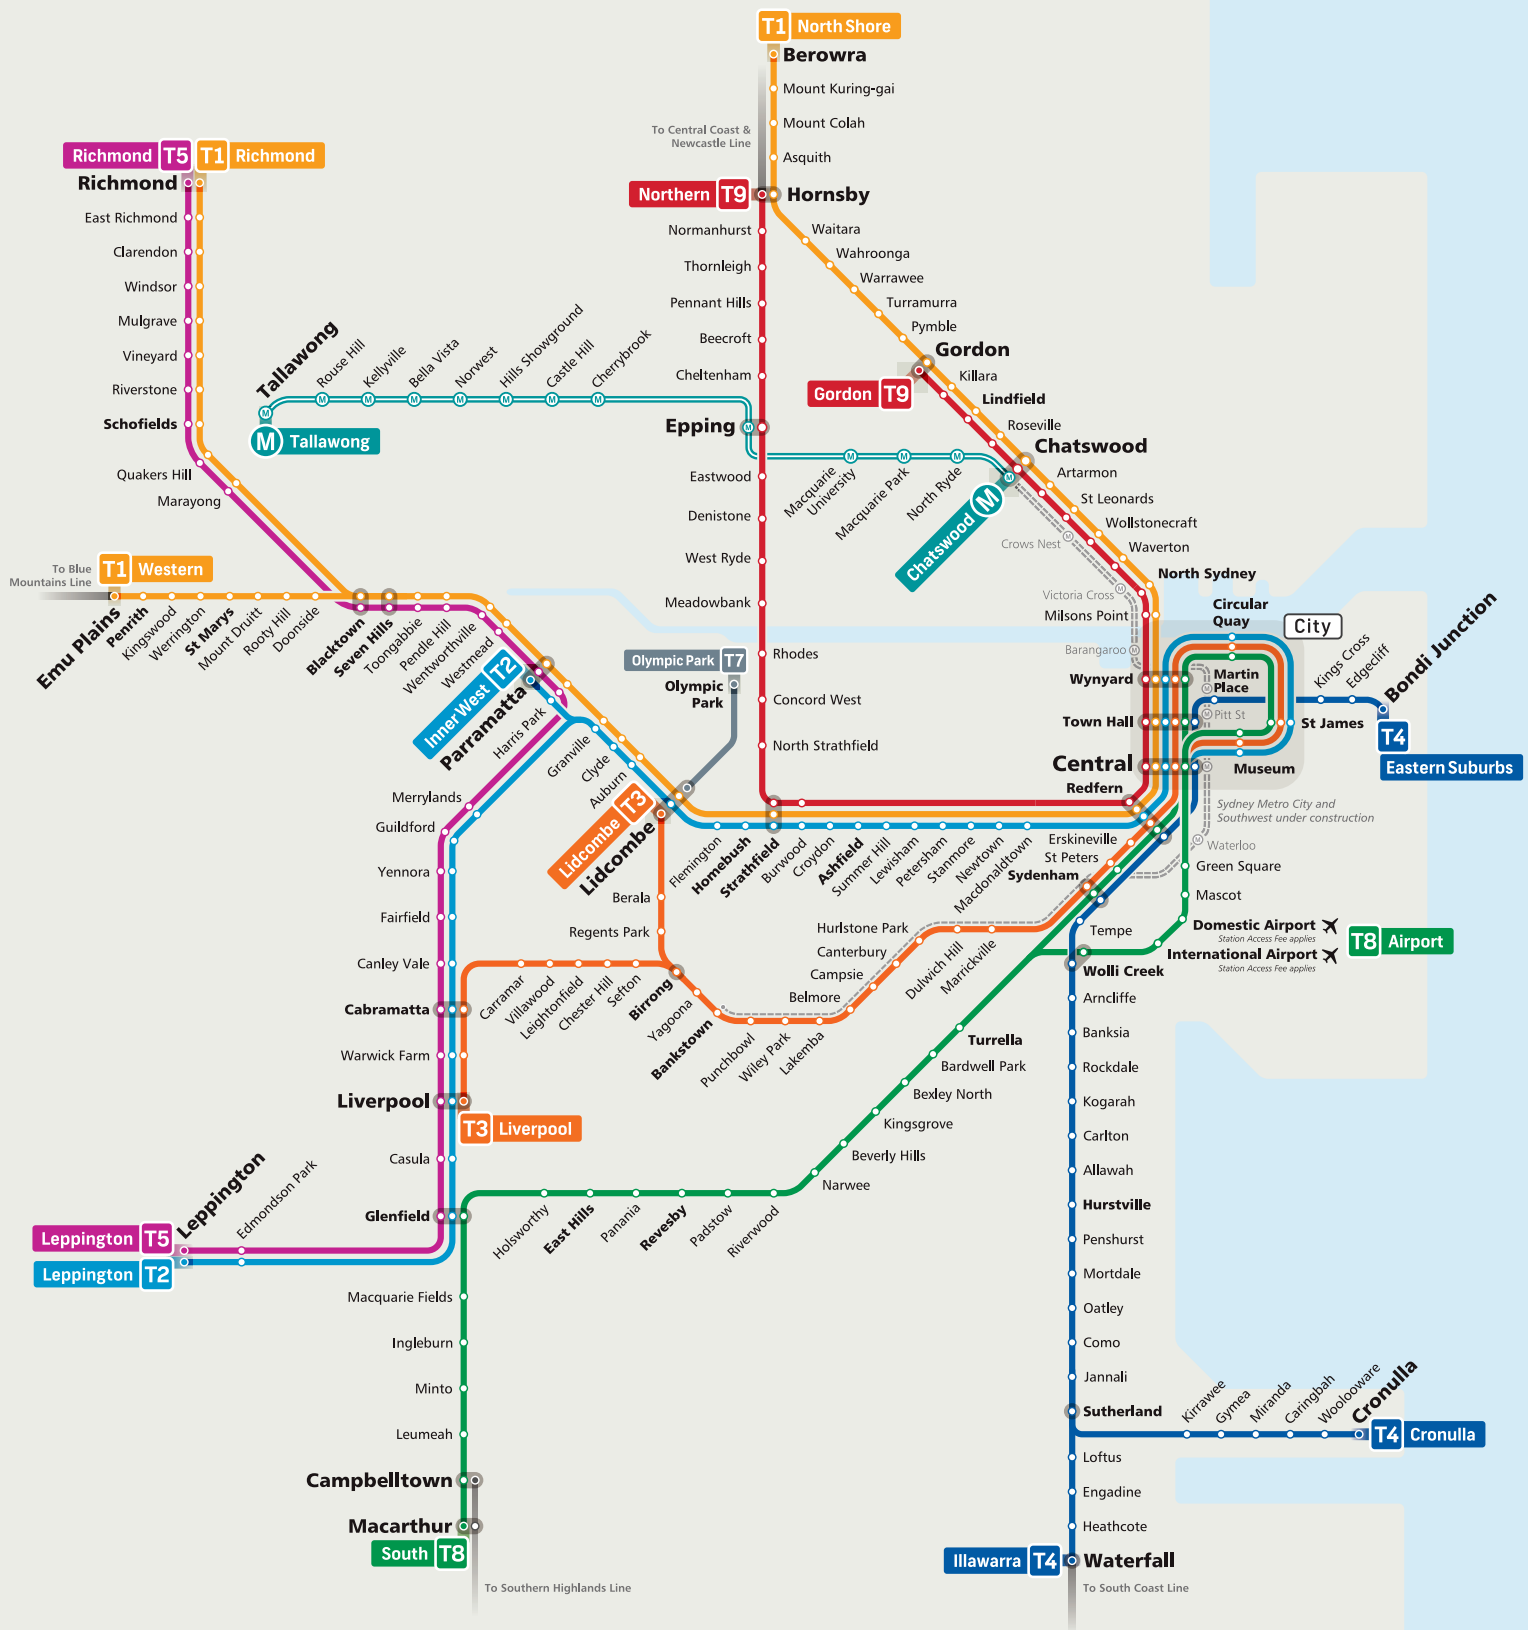 T1 North Shore
Berowra
Mount Kuring-gai
Mount Colah
Asquith
To Central Coast &
Newcastle Line
Richmond T5
T1 Richmond
Richmond
East Richmond
Clarendon
Windsor
Mulgrave
Vineyard
Riverstone
Schofields
Quakers Hill
Marayong
Northern T9
Hornsby
Normanhurst
Thornleigh
Pennant Hills
Beecroft
Cheltenham
Epping
Eastwood
Denistone
West Ryde
Meadowbank
Rhodes
Concord West
North Strathfield
Waitara
Wahroonga
Warrawee
Turramurra
Pymble
Gordon
Gordon T9
Killara
Lindfield
Roseville
Chatswood
Artarmon
St Leonards
Wollstonecraft
Waverton
North Sydney
Milsons Point
Tallawong
M Tallawong
Rouse Hill
Kellyville
Bella Vista
Norwest
Hills Showground
Castle Hill
Cherrybrook
Macquarie
University
Macquarie Park
North Ryde
Chatswood M
Crows Nest
Victoria Cross
Barangaroo
To Blue
Mountains Line
T1 Western
Emu Plains
Penrith
Kingswood
Werrington
St Marys
Mount Druitt
Rooty Hill
Doonside
Blacktown
Seven Hills
Toongabbie
Pendle Hill
Wentworthville
Westmead
Inner West T2
Parramatta
Harris Park
Granville
Clyde
Auburn
Olympic Park T7
Olympic
Park
Lidcombe T3
Lidcombe
Flemington
Homebush
Strathfield
Burwood
Croydon
Ashfield
Summer Hill
Lewisham
Petersham
Stanmore
Newtown
Macdonaldtown
Circular
Quay
City
Wynyard
Martin
Place
Pitt St
Town Hall
St James
Central
Museum
Redfern
Kings Cross
Edgecliff
Bondi Junction
T4
Eastern Suburbs
Sydney Metro City and
Southwest under construction
Waterloo
Erskineville
St Peters
Sydenham
Green Square
Mascot
Domestic Airport
Station Access Fee applies
International Airport
Station Access Fee applies
T8 Airport
Tempe
Wolli Creek
Arncliffe
Banksia
Rockdale
Kogarah
Carlton
Allawah
Hurstville
Penshurst
Mortdale
Oatley
Como
Jannali
Sutherland
Loftus
Engadine
Heathcote
Illawarra T4
Waterfall
To South Coast Line
Kirrawee
Gymea
Miranda
Caringbah
Woolooware
Cronulla
T4 Cronulla
Merrylands
Guildford
Yennora
Fairfield
Canley Vale
Cabramatta
Warwick Farm
Liverpool
T3 Liverpool
Casula
Glenfield
Leppington
Edmondson Park
Leppington T5
Leppington T2
Berala
Regents Park
Carramar
Villawood
Leightonfield
Chester Hill
Sefton
Birrong
Yagoona
Bankstown
Punchbowl
Wiley Park
Lakemba
Belmore
Campsie
Canterbury
Hurlstone Park
Dulwich Hill
Marrickville
Turrella
Bardwell Park
Bexley North
Kingsgrove
Beverly Hills
Narwee
Riverwood
Padstow
Revesby
Panania
East Hills
Holsworthy
Macquarie Fields
Ingleburn
Minto
Leumeah
Campbelltown
Macarthur
South T8
To Southern Highlands Line